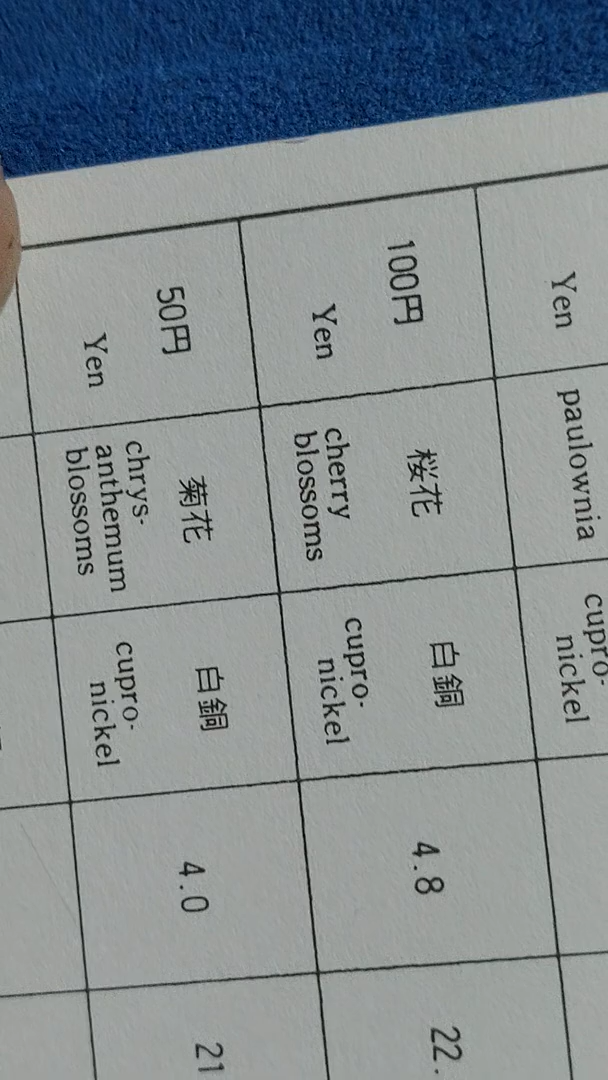 Yen
paulownia
cupro-
nickel
100円
Yen
桜花
cherry
blossoms
白銅
cupro-
nickel
4.8
22.
50円
Yen
菊花
chrys-
anthemum
blossoms
白銅
cupro-
nickel
4.0
21